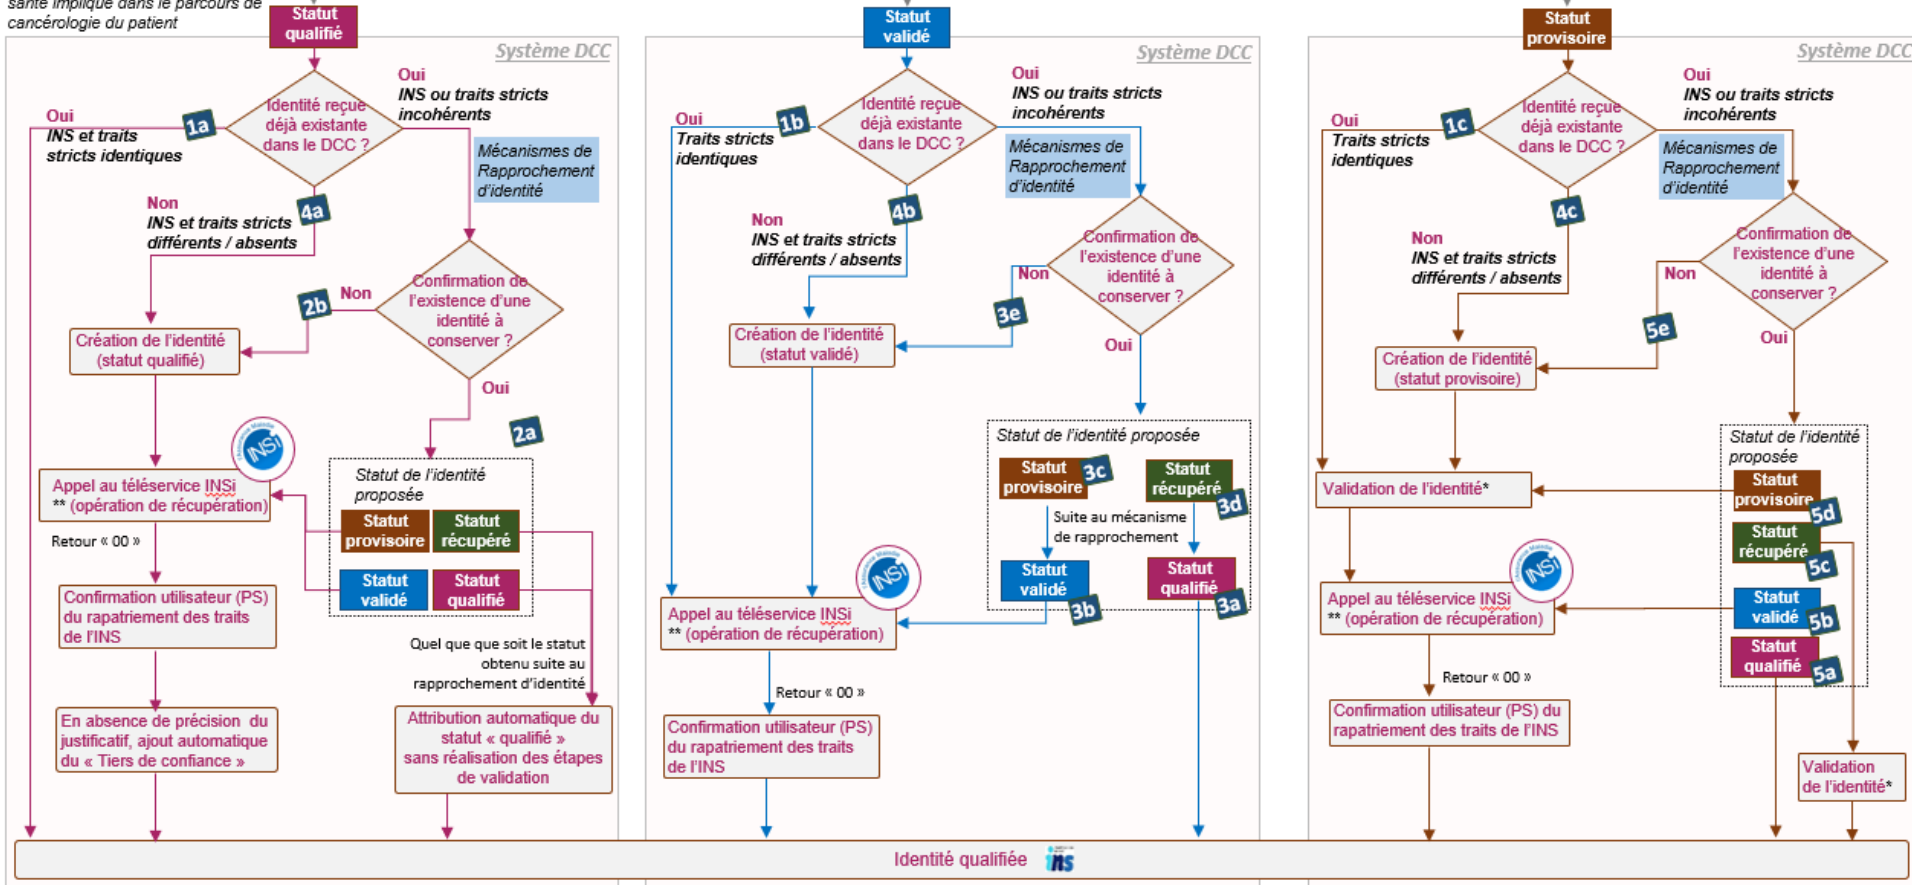 santé impliqué dans le parcours de
cancérologie du patient
Statut
qualifié
Système DCC
Oui
INS ou traits stricts
incohérents
Identité reçue
déjà existante
dans le DCC ?
Oui
INS et traits
stricts identiques
1a
Mécanismes de
Rapprochement
d'identité
Non
INS et traits stricts
différents / absents
4a
Confirmation de
l'existence d'une
identité à
conserver ?
Non
2b
Création de l'identité
(statut qualifié)
Oui
2a
INSi
Statut de l'identité
proposée
Appel au téléservice INSi
** (opération de récupération)
Statut
provisoire
Statut
récupéré
Retour « 00 »
Statut
validé
Statut
qualifié
Confirmation utilisateur (PS)
du rapatriement des traits
de l'INS
Quel que que soit le statut
obtenu suite au
rapprochement d'identité
En absence de précision du
justificatif, ajout automatique
du « Tiers de confiance »
Attribution automatique du
statut « qualifié »
sans réalisation des étapes
de validation
Statut
validé
Système DCC
Oui
INS ou traits stricts
incohérents
Identité reçue
déjà existante
dans le DCC ?
Oui
Traits stricts
identiques
1b
Mécanismes de
Rapprochement
d'identité
Non
INS et traits stricts
différents / absents
4b
Confirmation de
l'existence d'une
identité à
conserver ?
Non
3e
Création de l'identité
(statut validé)
Oui
Statut de l'identité proposée
Statut
provisoire
3c
Statut
récupéré
3d
Suite au mécanisme
de rapprochement
Statut
validé
3b
Statut
qualifié
3a
INSi
Appel au téléservice INSi
** (opération de récupération)
Retour « 00 »
Confirmation utilisateur (PS)
du rapatriement des traits
de l'INS
Statut
provisoire
Système DCC
Oui
INS ou traits stricts
incohérents
Identité reçue
déjà existante
dans le DCC ?
Oui
Traits stricts
identiques
1c
Mécanismes de
Rapprochement
d'identité
4c
Non
INS et traits stricts
différents / absents
Confirmation de
l'existence d'une
identité à
conserver ?
Non
5e
Création de l'identité
(statut provisoire)
Oui
Statut de l'identité
proposée
Statut
provisoire
5d
Statut
récupéré
5c
Statut
validé
5b
Statut
qualifié
5a
Validation de l'identité*
INSi
Appel au téléservice INSi
** (opération de récupération)
Retour « 00 »
Confirmation utilisateur (PS) du
rapatriement des traits de l'INS
Validation
de l'identité*
Identité qualifiée
ins